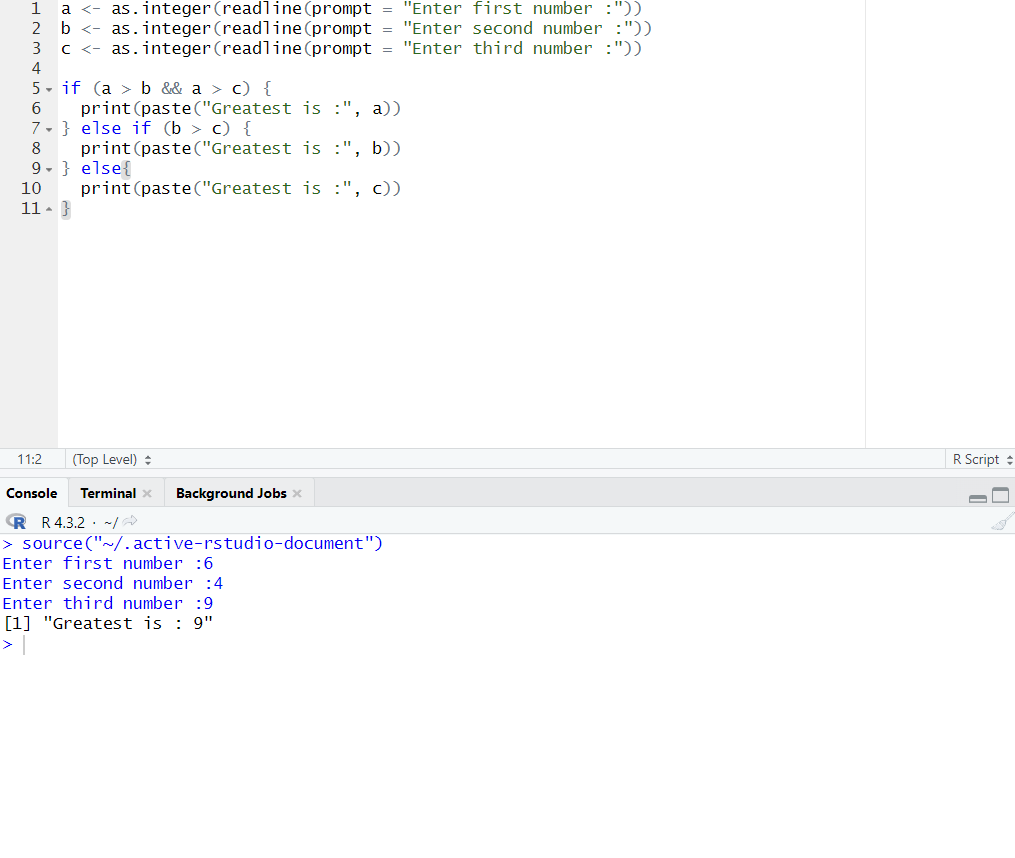 1 a <- as.integer(readline(prompt = "Enter first number :"))
2 b <- as.integer(readline(prompt = "Enter second number :"))
3 c <- as.integer(readline(prompt = "Enter third number :"))
4
5 if (a > b && a > c) {
6   print(paste("Greatest is :", a))
7 } else if (b > c) {
8   print(paste("Greatest is :", b))
9 } else{
10   print(paste("Greatest is :", c))
11 }
11:2 (Top Level) R Script
Console Terminal Background Jobs
R R 4.3.2 · ~/
> source("~/.active-rstudio-document")
Enter first number :6
Enter second number :4
Enter third number :9
[1] "Greatest is : 9"
>